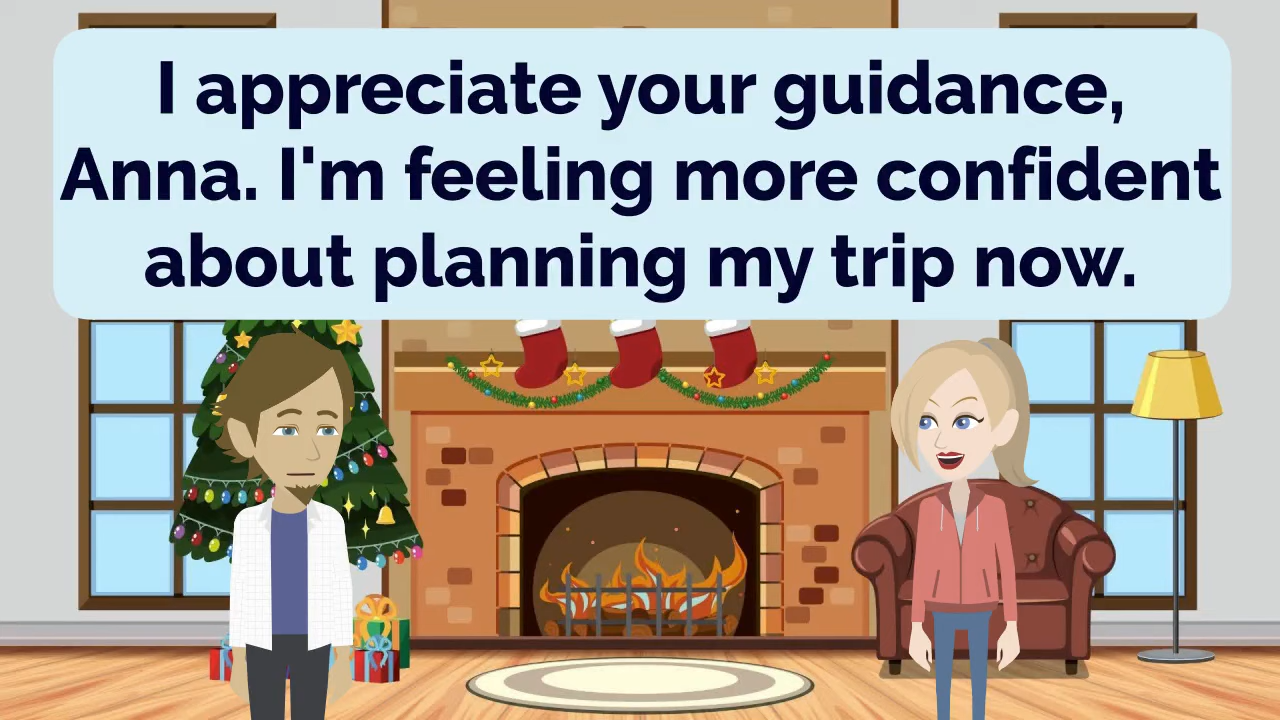 I appreciate your guidance,
Anna. I'm feeling more confident
about planning my trip now.